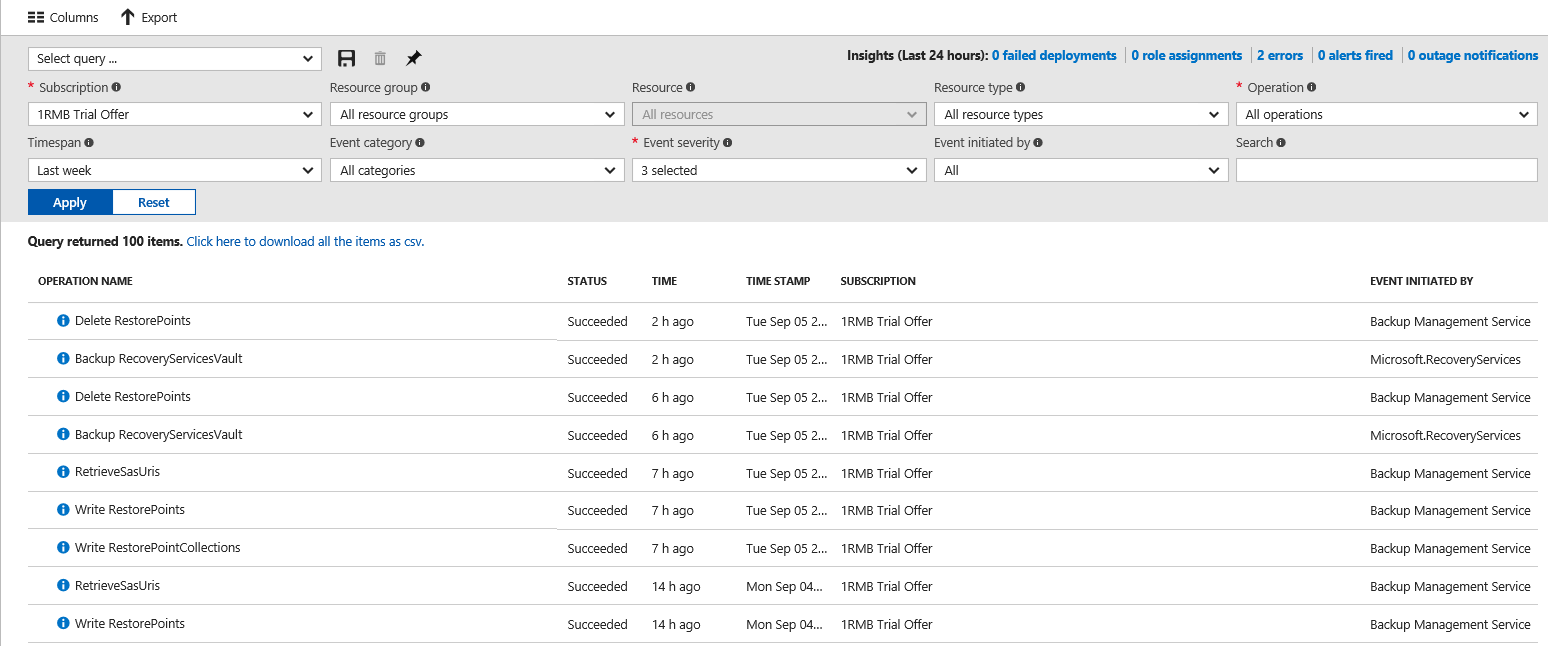 Columns Export
Select query ... Insights (Last 24 hours): 0 failed deployments 0 role assignments 2 errors 0 alerts fired 0 outage notifications
* Subscription Resource group Resource Resource type * Operation
1RMB Trial Offer All resource groups All resources All resource types All operations
Timespan Event category * Event severity Event initiated by Search
Last week All categories 3 selected All
Apply Reset
Query returned 100 items. Click here to download all the items as csv.
OPERATION NAME STATUS TIME TIME STAMP SUBSCRIPTION EVENT INITIATED BY
Delete RestorePoints Succeeded 2 h ago Tue Sep 05 2... 1RMB Trial Offer Backup Management Service
Backup RecoveryServicesVault Succeeded 2 h ago Tue Sep 05 2... 1RMB Trial Offer Microsoft.RecoveryServices
Delete RestorePoints Succeeded 6 h ago Tue Sep 05 2... 1RMB Trial Offer Backup Management Service
Backup RecoveryServicesVault Succeeded 6 h ago Tue Sep 05 2... 1RMB Trial Offer Microsoft.RecoveryServices
RetrieveSasUris Succeeded 7 h ago Tue Sep 05 2... 1RMB Trial Offer Backup Management Service
Write RestorePoints Succeeded 7 h ago Tue Sep 05 2... 1RMB Trial Offer Backup Management Service
Write RestorePointCollections Succeeded 7 h ago Tue Sep 05 2... 1RMB Trial Offer Backup Management Service
RetrieveSasUris Succeeded 14 h ago Mon Sep 04... 1RMB Trial Offer Backup Management Service
Write RestorePoints Succeeded 14 h ago Mon Sep 04... 1RMB Trial Offer Backup Management Service